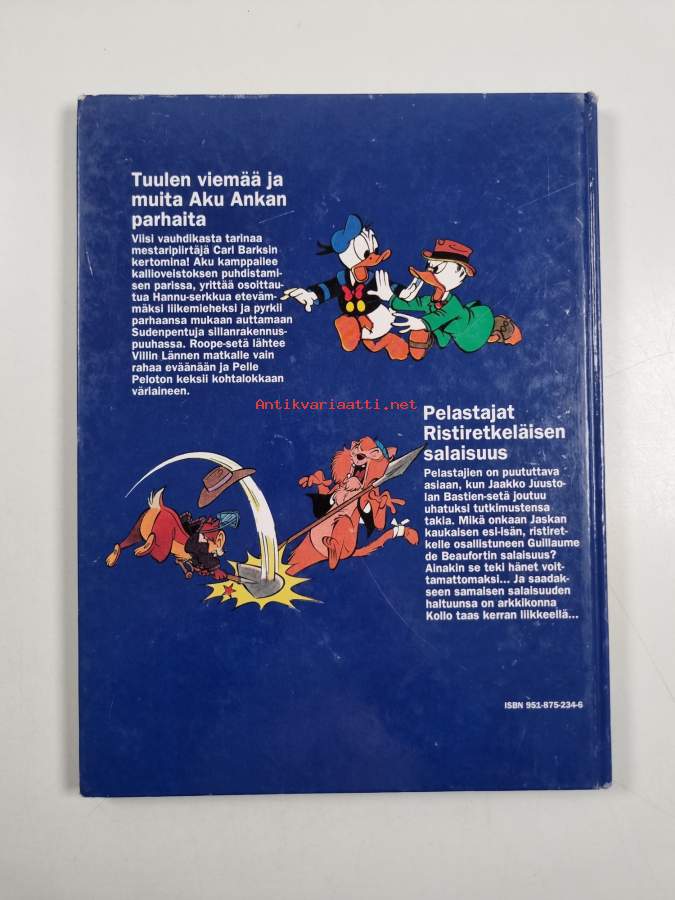 Tuulen viemää ja
muita Aku Ankan
parhaita
Viisi vauhdikasta tarinaa
mestaripiirtäjä Carl Barksin
kertomina! Aku kamppailee
kallioveistoksen puhdistami-
sen parissa, yrittää osoittau-
tua Hannu-serkkua eteväm-
mäksi liikemieheksi ja pyrkii
parhaansa mukaan auttamaan
Sudenpentuja sillanrakennus-
puuhassa. Roope-setä lähtee
Villin Lännen matkalle vain
rahaa eväänään ja Pelle
Peloton keksii kohtalokkaan
väriaineen.
Antikvariaatti.net
Pelastajat
Ristiretkeläisen
salaisuus
Pelastajien on puututtava
asiaan, kun Jaakko Juusto-
lan Bastien-setä joutuu
uhatuksi tutkimustensa
takia. Mikä onkaan Jaskan
kaukaisen esi-isän, ristiret-
kelle osallistuneen Guillaume
de Beaufortin salaisuus?
Ainakin se teki hänet voit-
tamattomaksi... Ja saadak-
seen samaisen salaisuuden
haltuunsa on arkkikonna
Kollo taas kerran liikkeellä...
ISBN 951-875-234-6